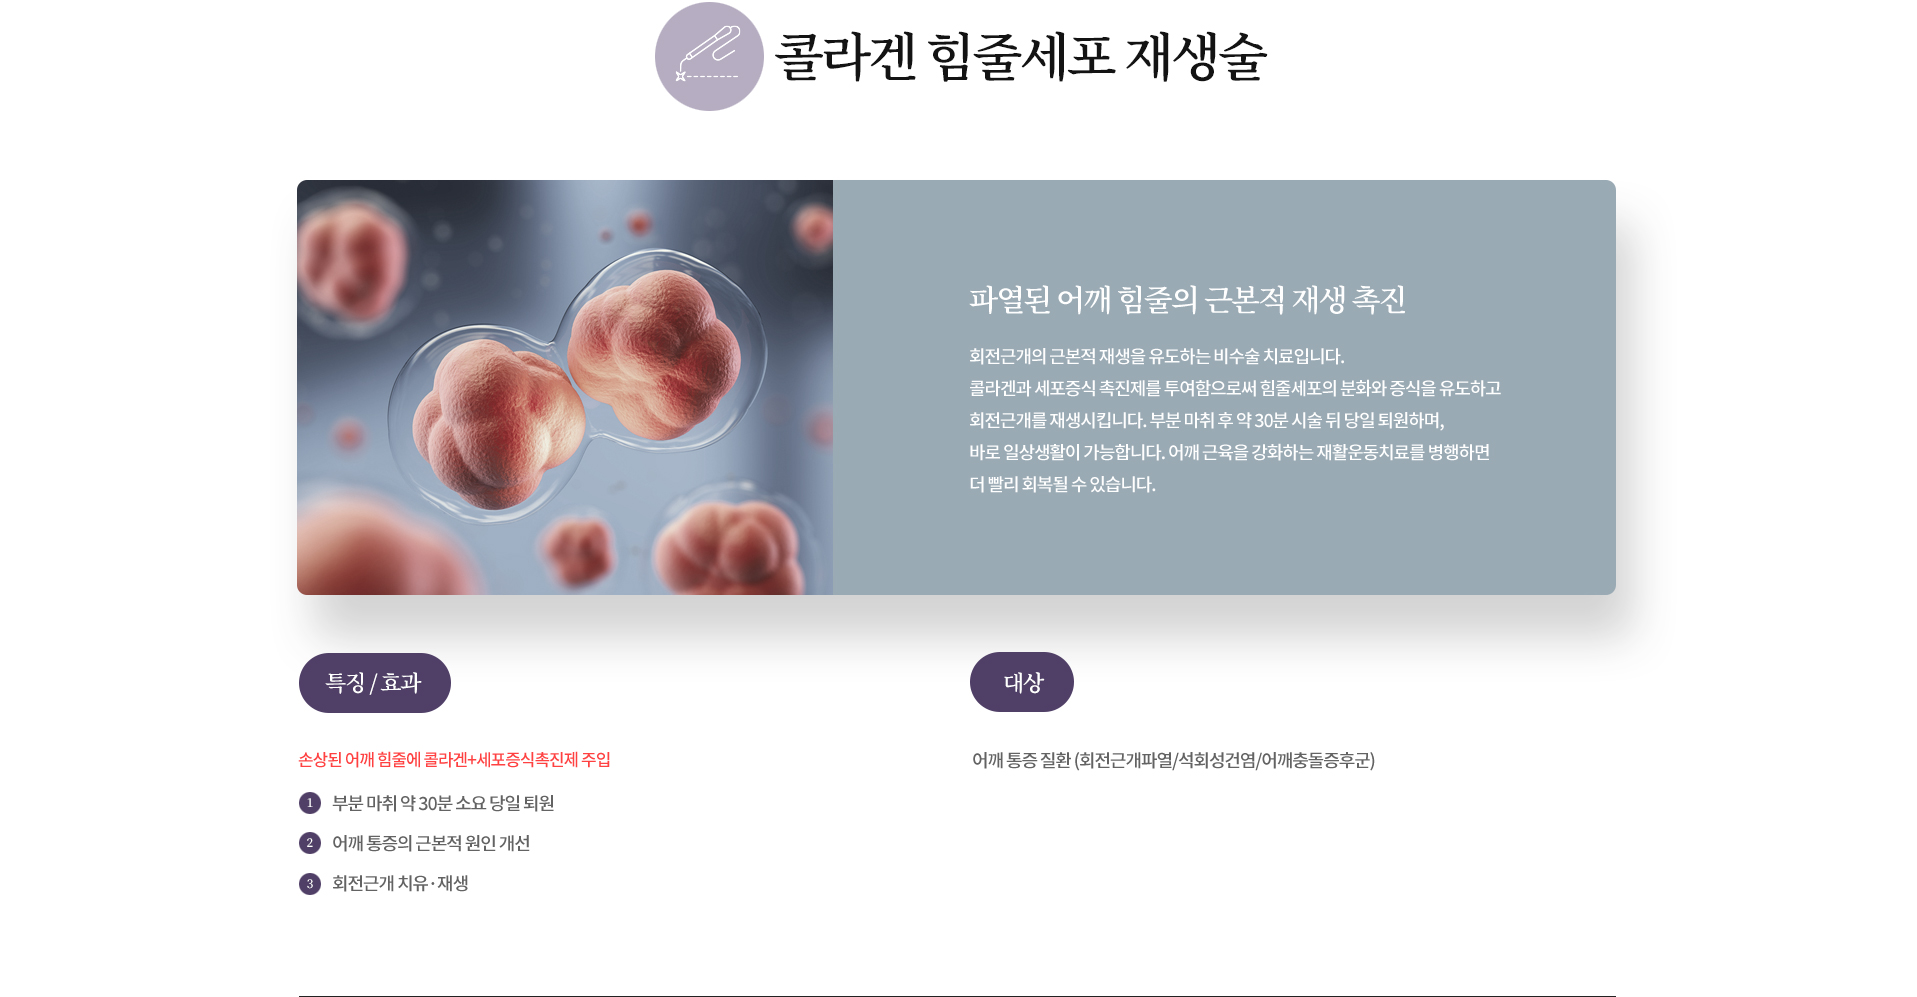 콜라겐 힘줄세포 재생술
파열된 어깨 힘줄의 근본적 재생 촉진
회전근개의 근본적 재생을 유도하는 비수술 치료입니다.
콜라겐과 세포증식 촉진제를 투여함으로써 힘줄세포의 분화와 증식을 유도하고
회전근개를 재생시킵니다. 부분 마취 후 약 30분 시술 뒤 당일 퇴원하며,
바로 일상생활이 가능합니다. 어깨 근육을 강화하는 재활운동치료를 병행하면
더 빨리 회복될 수 있습니다.
특징 / 효과
손상된 어깨 힘줄에 콜라겐+세포증식촉진제 주입
1 부분 마취 약 30분 소요 당일 퇴원
2 어깨 통증의 근본적 원인 개선
3 회전근개 치유·재생
대상
어깨 통증 질환 (회전근개파열/석회성건염/어깨충돌증후군)